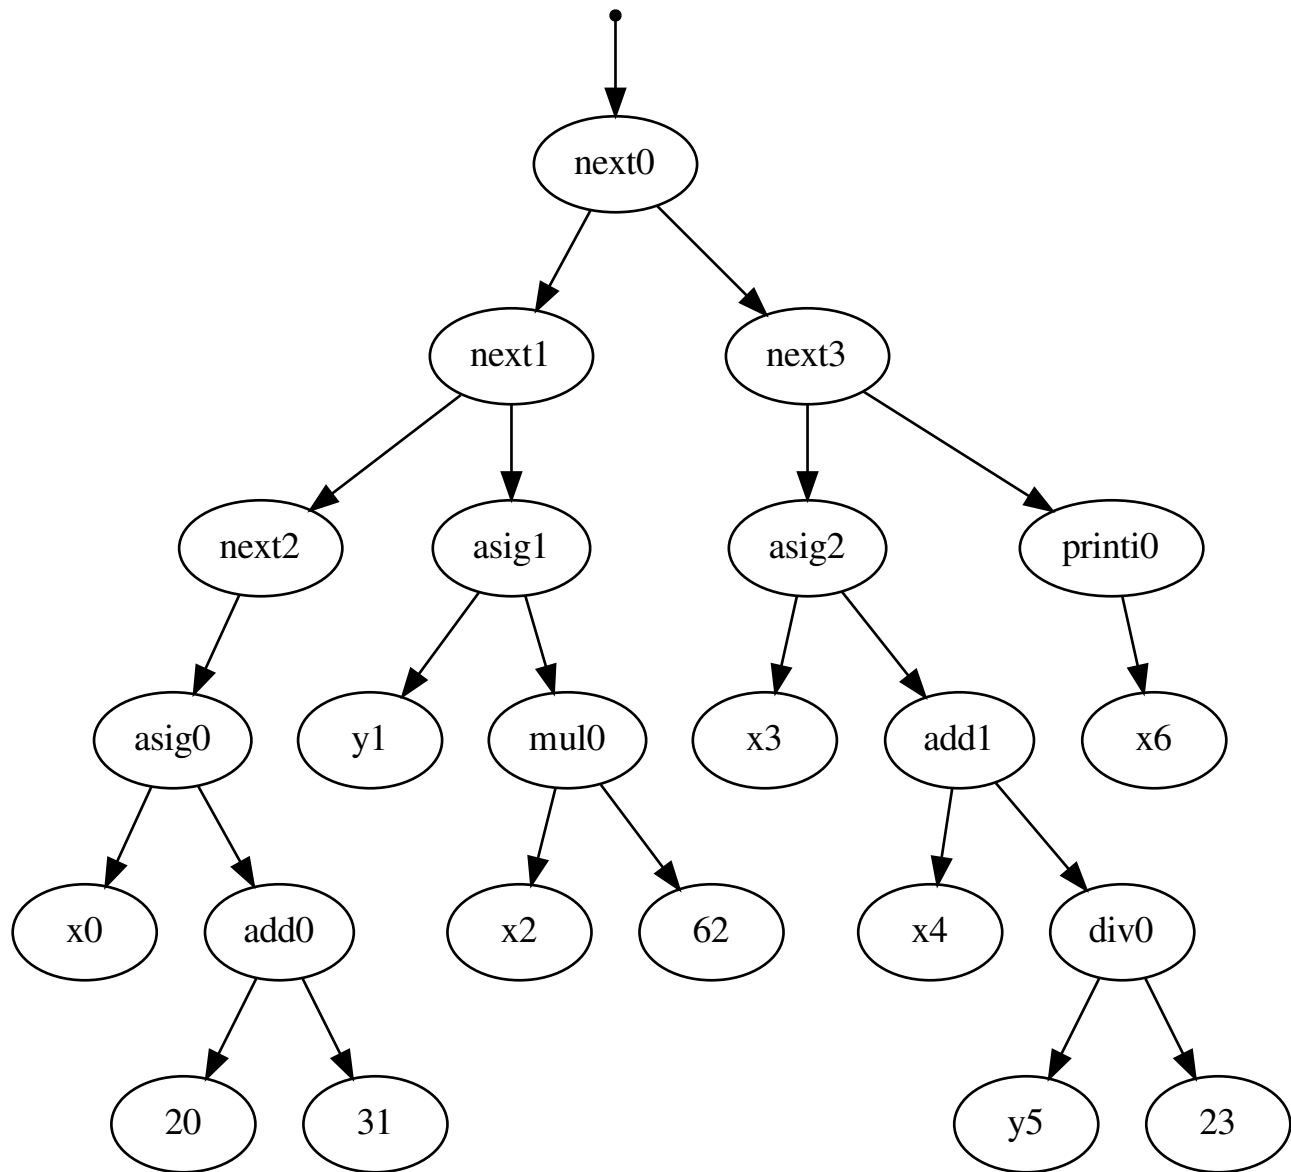 next0
next1 next3
next2 asig1 asig2 printi0
asig0 y1 mul0 x3 add1 x6
x0 add0 x2 62 x4 div0
20 31 y5 23